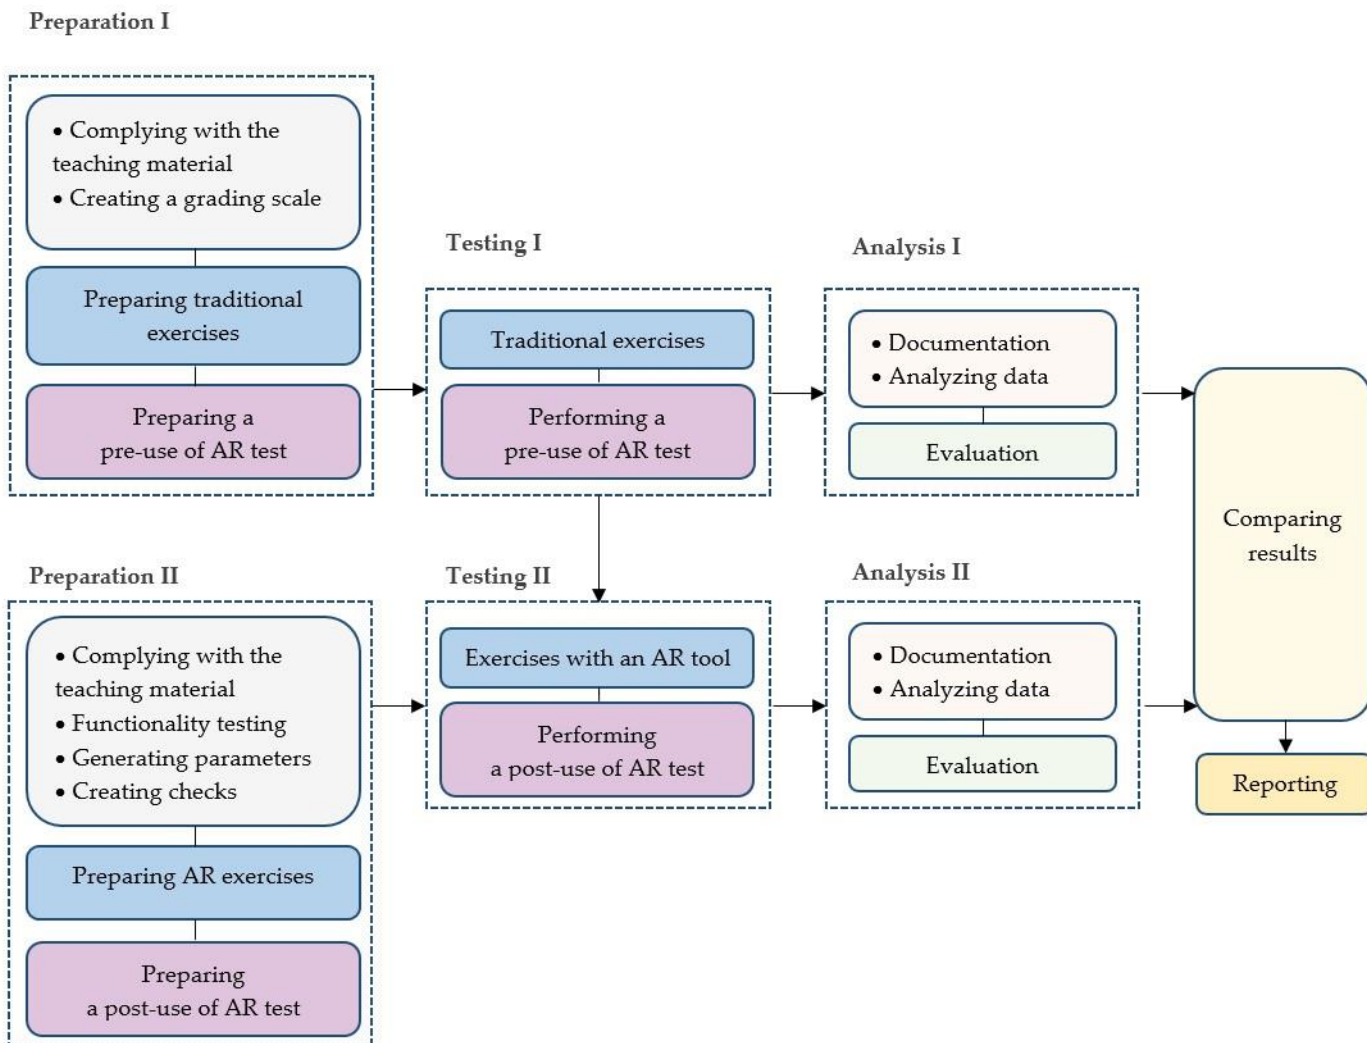 Preparation I
• Complying with the
teaching material
• Creating a grading scale
Preparing traditional
exercises
Preparing a
pre-use of AR test
Testing I
Traditional exercises
Performing a
pre-use of AR test
Analysis I
• Documentation
• Analyzing data
Evaluation
Preparation II
• Complying with the
teaching material
• Functionality testing
• Generating parameters
• Creating checks
Preparing AR exercises
Preparing
a post-use of AR test
Testing II
Exercises with an AR tool
Performing
a post-use of AR test
Analysis II
• Documentation
• Analyzing data
Evaluation
Comparing
results
Reporting